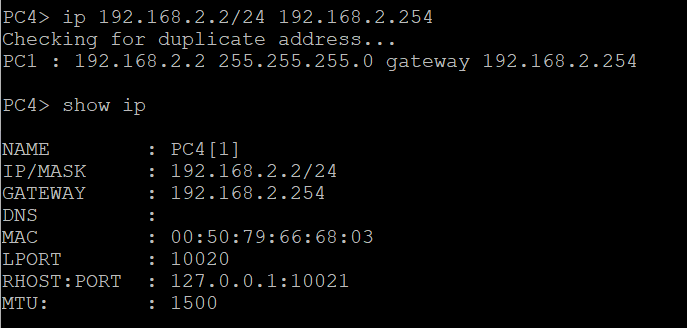 PC4> ip 192.168.2.2/24 192.168.2.254
Checking for duplicate address...
PC1 : 192.168.2.2 255.255.255.0 gateway 192.168.2.254
PC4> show ip
NAME : PC4[1]
IP/MASK : 192.168.2.2/24
GATEWAY : 192.168.2.254
DNS :
MAC : 00:50:79:66:68:03
LPORT : 10020
RHOST:PORT : 127.0.0.1:10021
MTU: : 1500